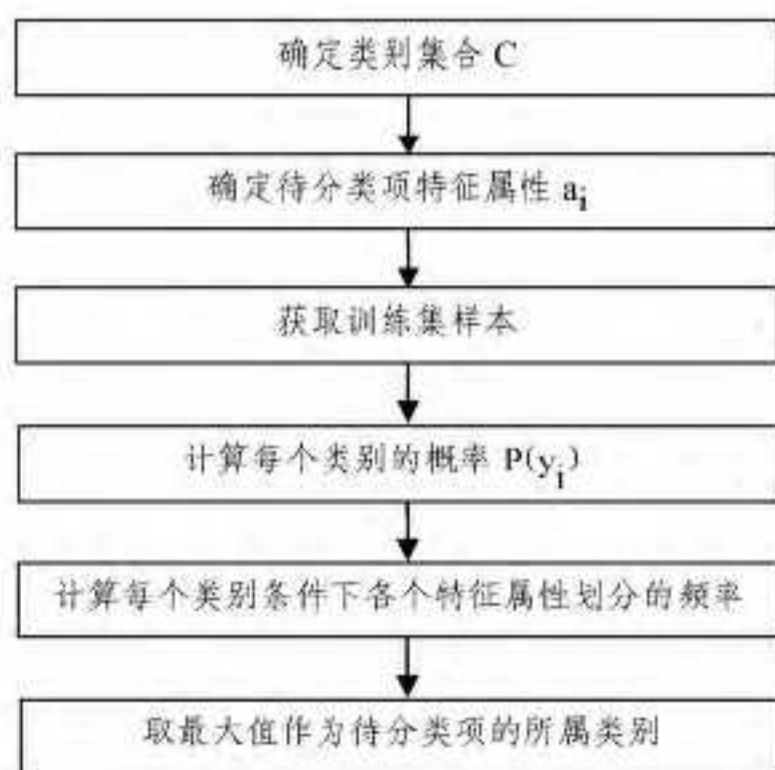 确定类别集合 C
确定待分类项特征属性 ai
获取训练集样本
计算每个类别的概率 P(yi)
计算每个类别条件下各个特征属性划分的频率
取最大值作为待分类项的所属类别